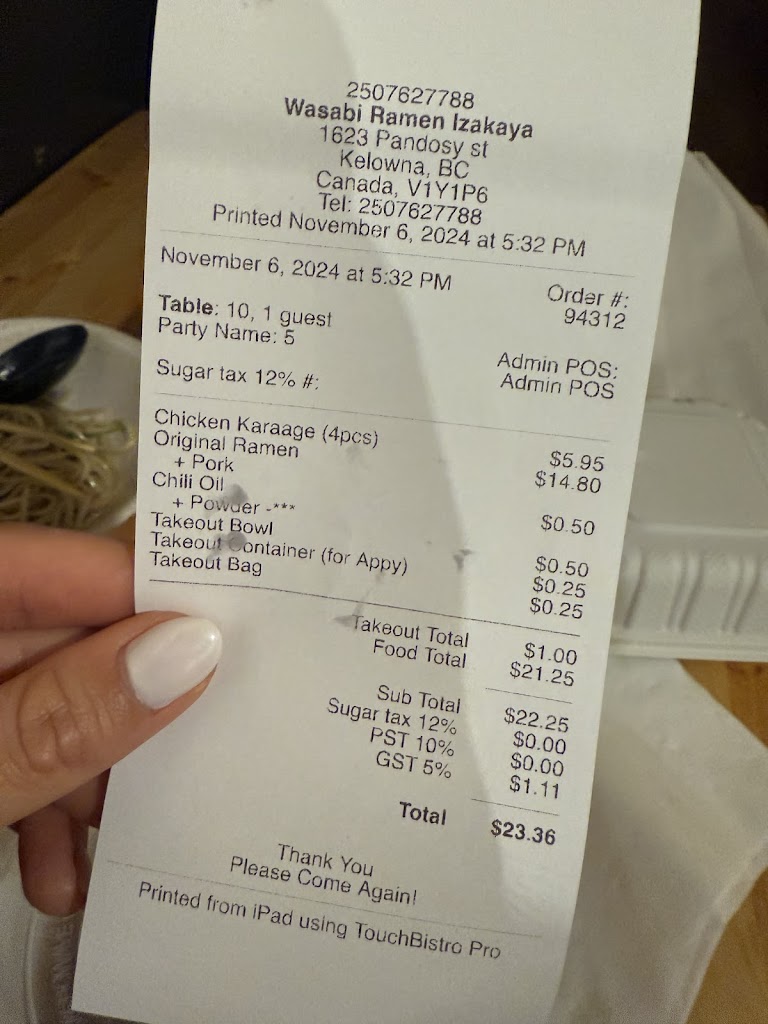 2507627788
Wasabi Ramen Izakaya
1623 Pandosy st
Kelowna, BC
Canada, V1Y1P6
Tel: 2507627788
Printed November 6, 2024 at 5:32 PM
November 6, 2024 at 5:32 PM
Order #:
94312
Table: 10, 1 guest
Party Name: 5
Admin POS:
Admin POS
Sugar tax 12% #:
Chicken Karaage (4pcs) $5.95
Original Ramen $14.80
+ Pork
Chili Oil $0.50
+ Powder -***
Takeout Bowl $0.50
Takeout Container (for Appy) $0.25
Takeout Bag $0.25
Takeout Total $1.00
Food Total $21.25
Sub Total $22.25
Sugar tax 12% $0.00
PST 10% $0.00
GST 5% $1.11
Total $23.36
Thank You
Please Come Again!
Printed from iPad using TouchBistro Pro